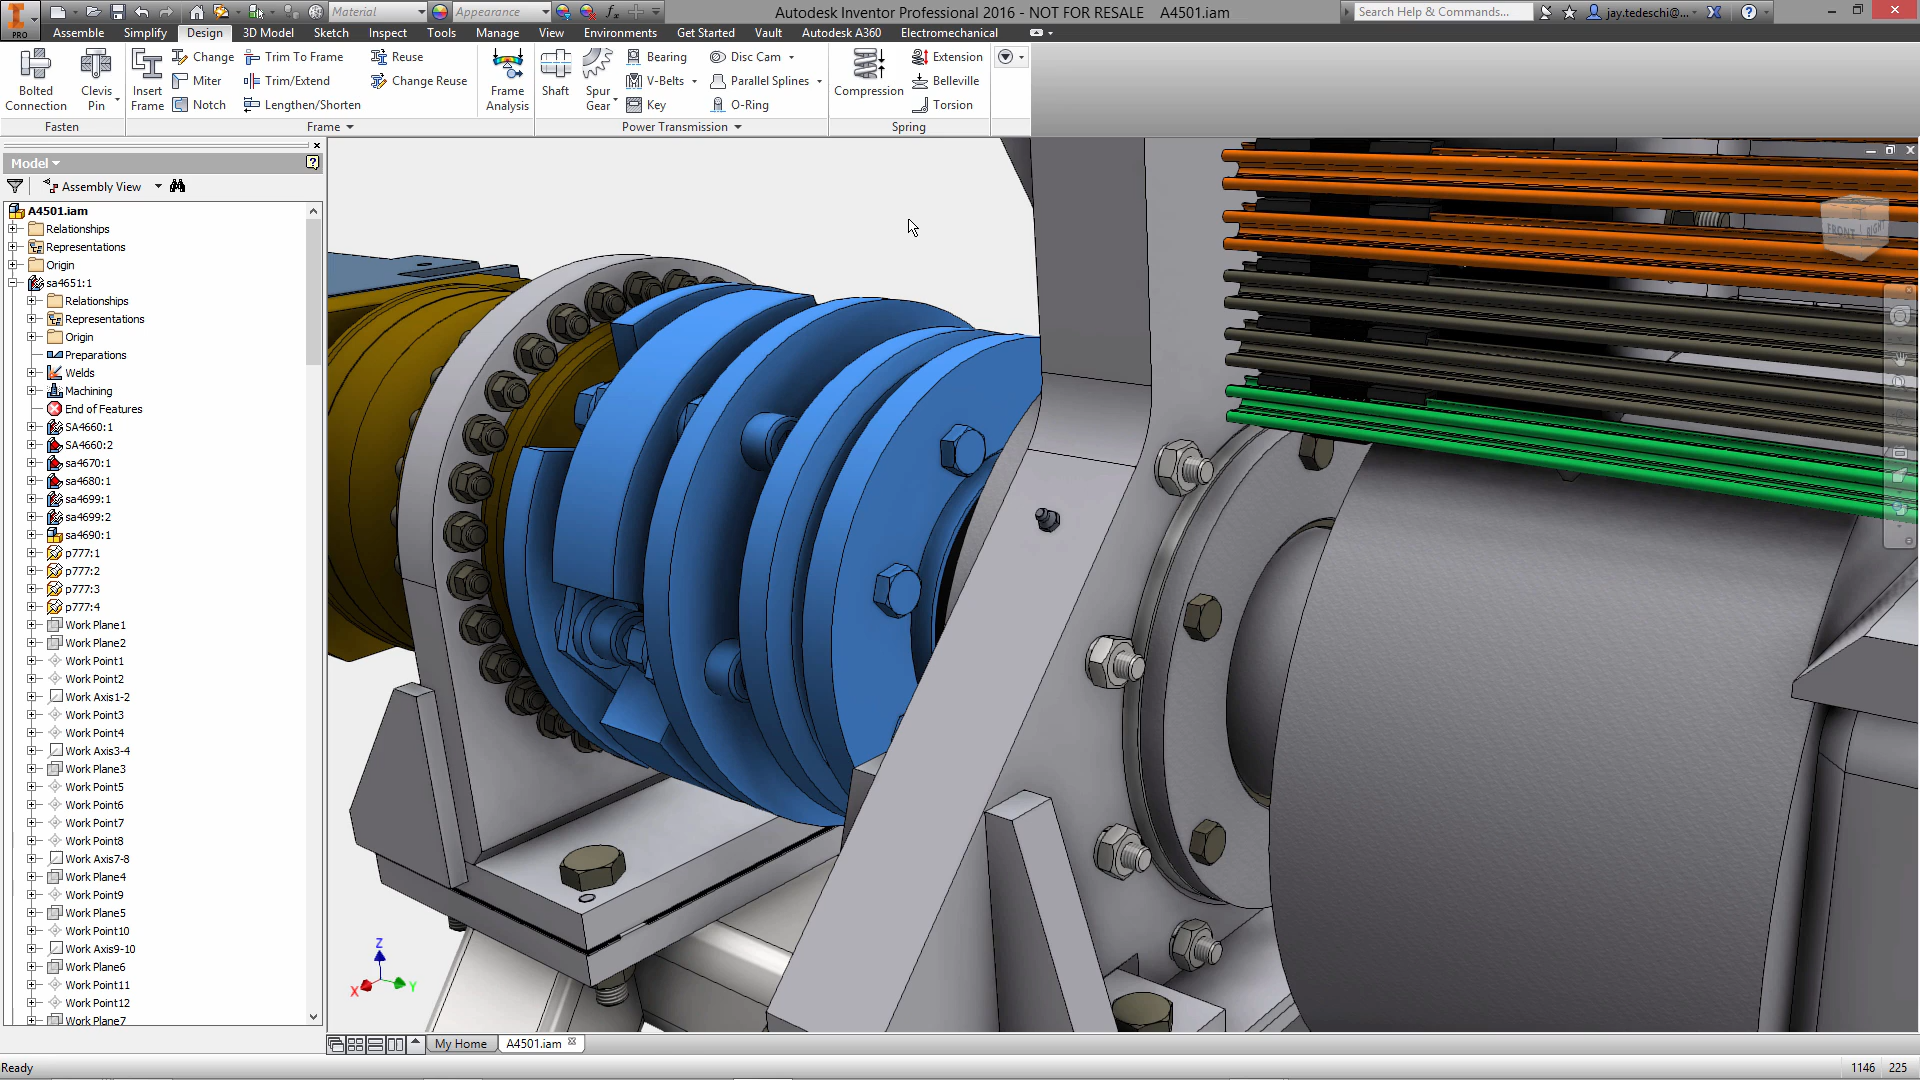 Material
Appearance
Autodesk Inventor Professional 2016 - NOT FOR RESALE A4501.iam
Search Help & Commands...
jay.tedeschi@...
PRO
Assemble Simplify Design 3D Model Sketch Inspect Tools Manage View Environments Get Started Vault Autodesk A360 Electromechanical
Bolted Connection
Clevis Pin
Fasten
Insert Frame
Change
Miter
Notch
Trim To Frame
Trim/Extend
Lengthen/Shorten
Reuse
Change Reuse
Frame
Frame Analysis
Shaft
Spur Gear
Bearing
V-Belts
Key
Disc Cam
Parallel Splines
O-Ring
Power Transmission
Compression
Extension
Belleville
Torsion
Spring
Model
Assembly View
A4501.iam
Relationships
Representations
Origin
sa4651:1
Relationships
Representations
Origin
Preparations
Welds
Machining
End of Features
SA4660:1
SA4660:2
sa4670:1
sa4680:1
sa4699:1
sa4699:2
sa4690:1
p777:1
p777:2
p777:3
p777:4
Work Plane1
Work Plane2
Work Point1
Work Point2
Work Axis1-2
Work Point3
Work Point4
Work Axis3-4
Work Plane3
Work Point5
Work Point6
Work Point7
Work Point8
Work Axis7-8
Work Plane4
Work Point9
Work Plane5
Work Point10
Work Axis9-10
Work Plane6
Work Point11
Work Point12
Work Plane7
FRONT RIGHT
Z
X
Y
My Home
A4501.iam
Ready
1146 225